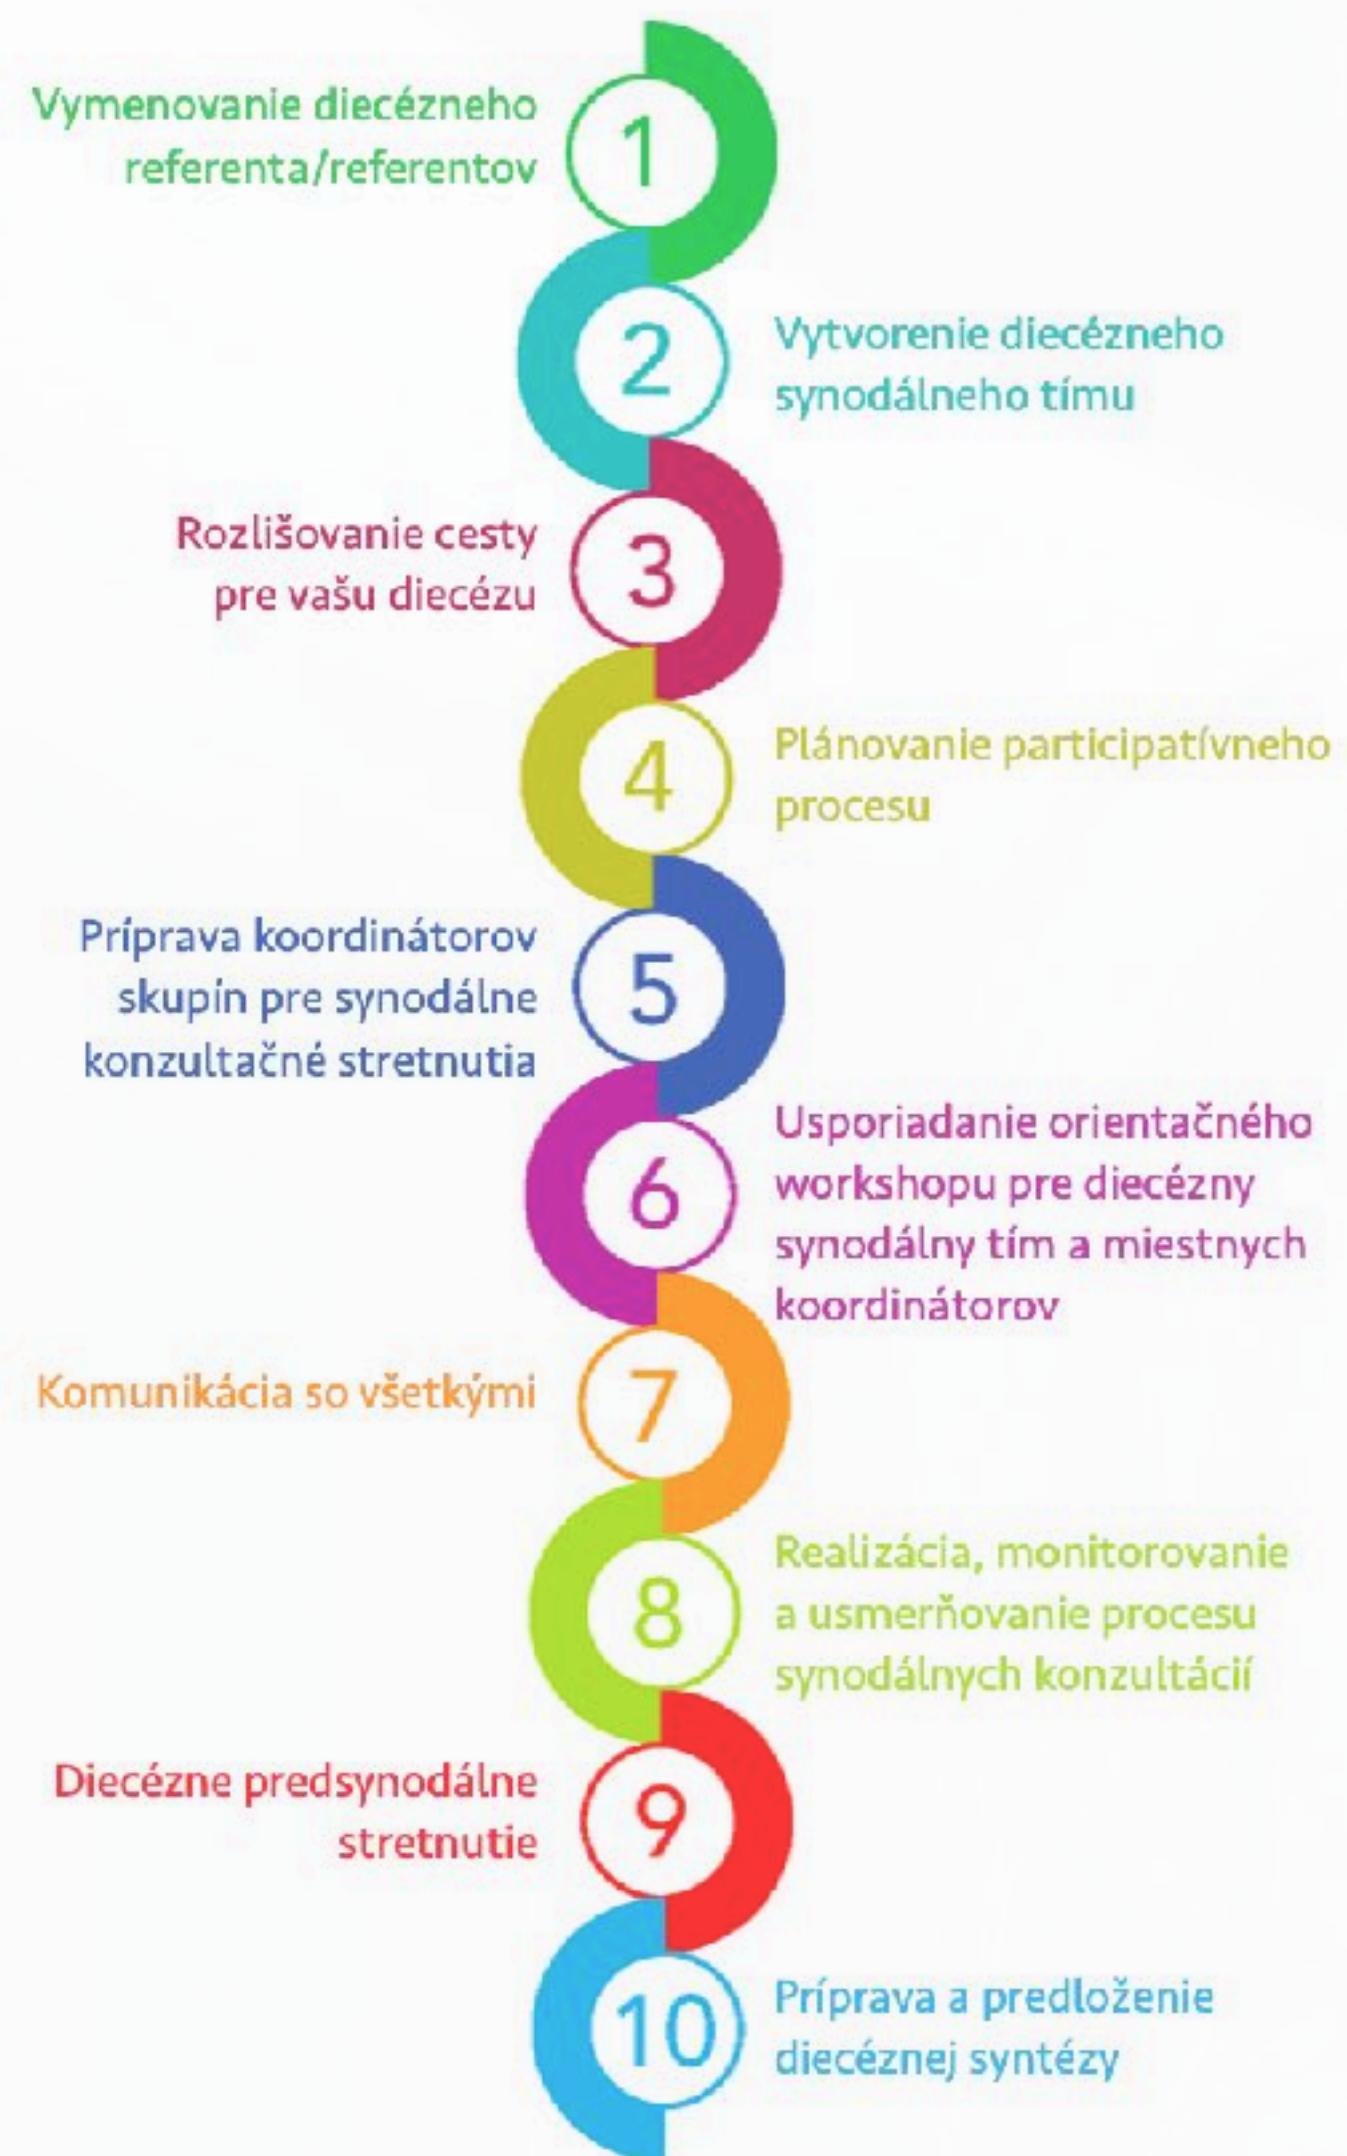 Vymenovanie diecézneho
referenta/referentov
1
2
Vytvorenie diecézneho
synodálneho tímu
Rozlišovanie cesty
pre vašu diecézu
3
4
Plánovanie participatívneho
procesu
Príprava koordinátorov
skupín pre synodálne
konzultačné stretnutia
5
6
Usporiadanie orientačného
workshopu pre diecézny
synodálny tím a miestnych
koordinátorov
Komunikácia so všetkými
7
8
Realizácia, monitorovanie
a usmerňovanie procesu
synodálnych konzultácií
Diecézne predsynodálne
stretnutie
9
10
Príprava a predloženie
diecéznej syntézy